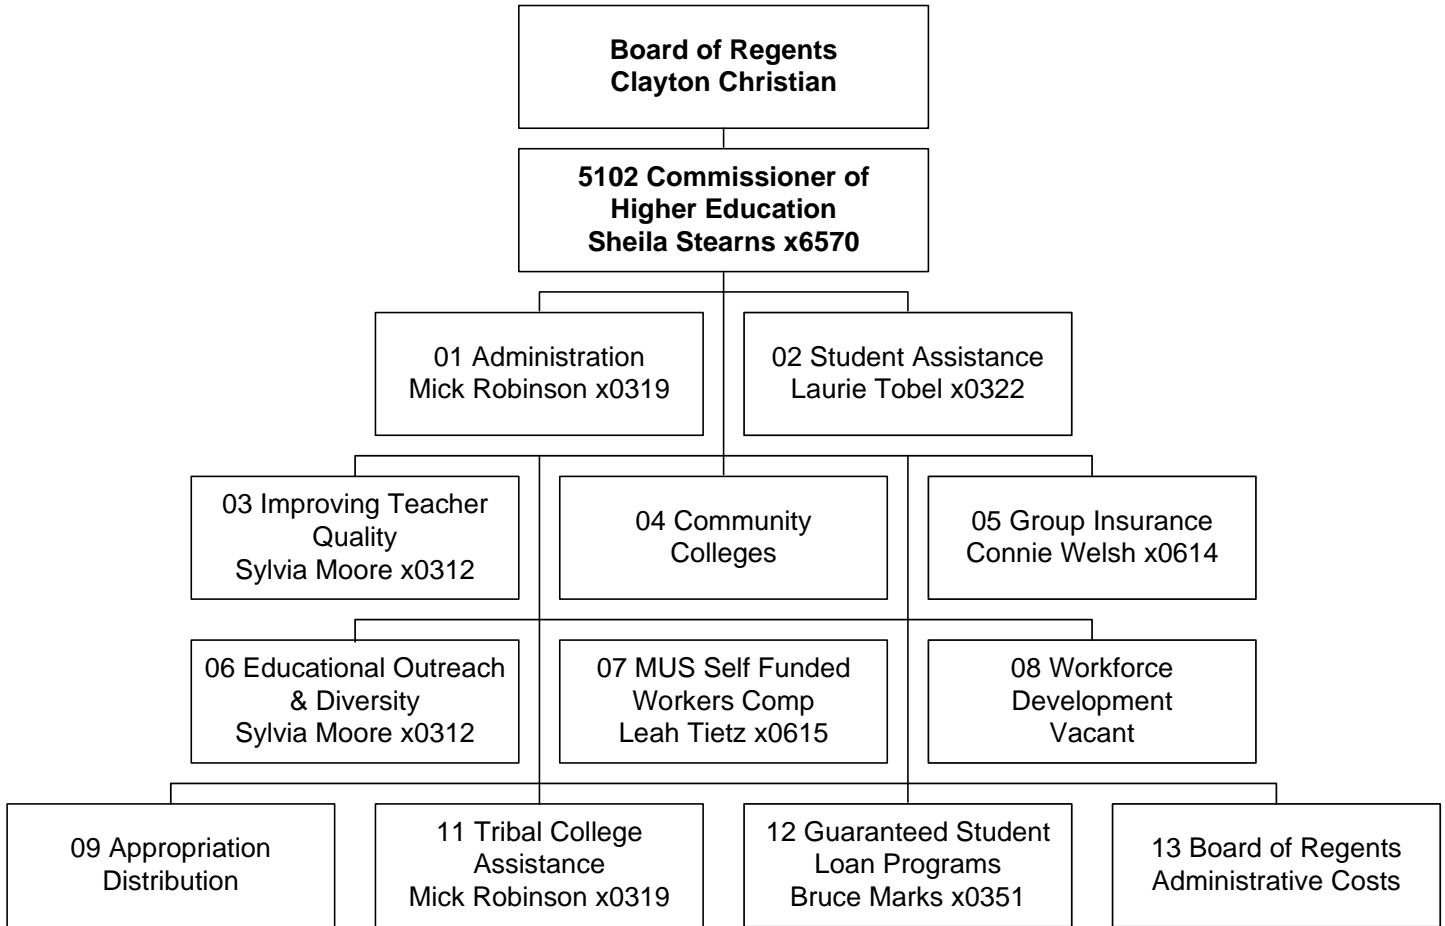 Board of Regents
Clayton Christian
5102 Commissioner of
Higher Education
Sheila Stearns x6570
01 Administration
Mick Robinson x0319
02 Student Assistance
Laurie Tobel x0322
03 Improving Teacher
Quality
Sylvia Moore x0312
04 Community
Colleges
05 Group Insurance
Connie Welsh x0614
06 Educational Outreach
& Diversity
Sylvia Moore x0312
07 MUS Self Funded
Workers Comp
Leah Tietz x0615
08 Workforce
Development
Vacant
09 Appropriation
Distribution
11 Tribal College
Assistance
Mick Robinson x0319
12 Guaranteed Student
Loan Programs
Bruce Marks x0351
13 Board of Regents
Administrative Costs